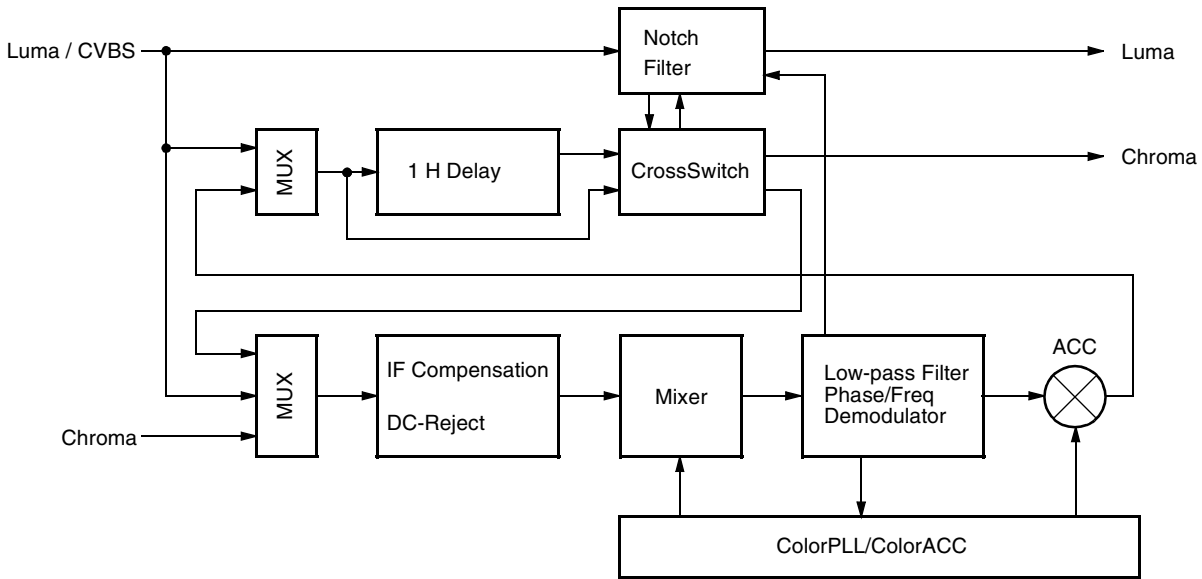 Luma / CVBS
Notch
Filter
Luma
MUX
1 H Delay
CrossSwitch
Chroma
ACC
MUX
IF Compensation
DC-Reject
Mixer
Low-pass Filter
Phase/Freq
Demodulator
Chroma
ColorPLL/ColorACC